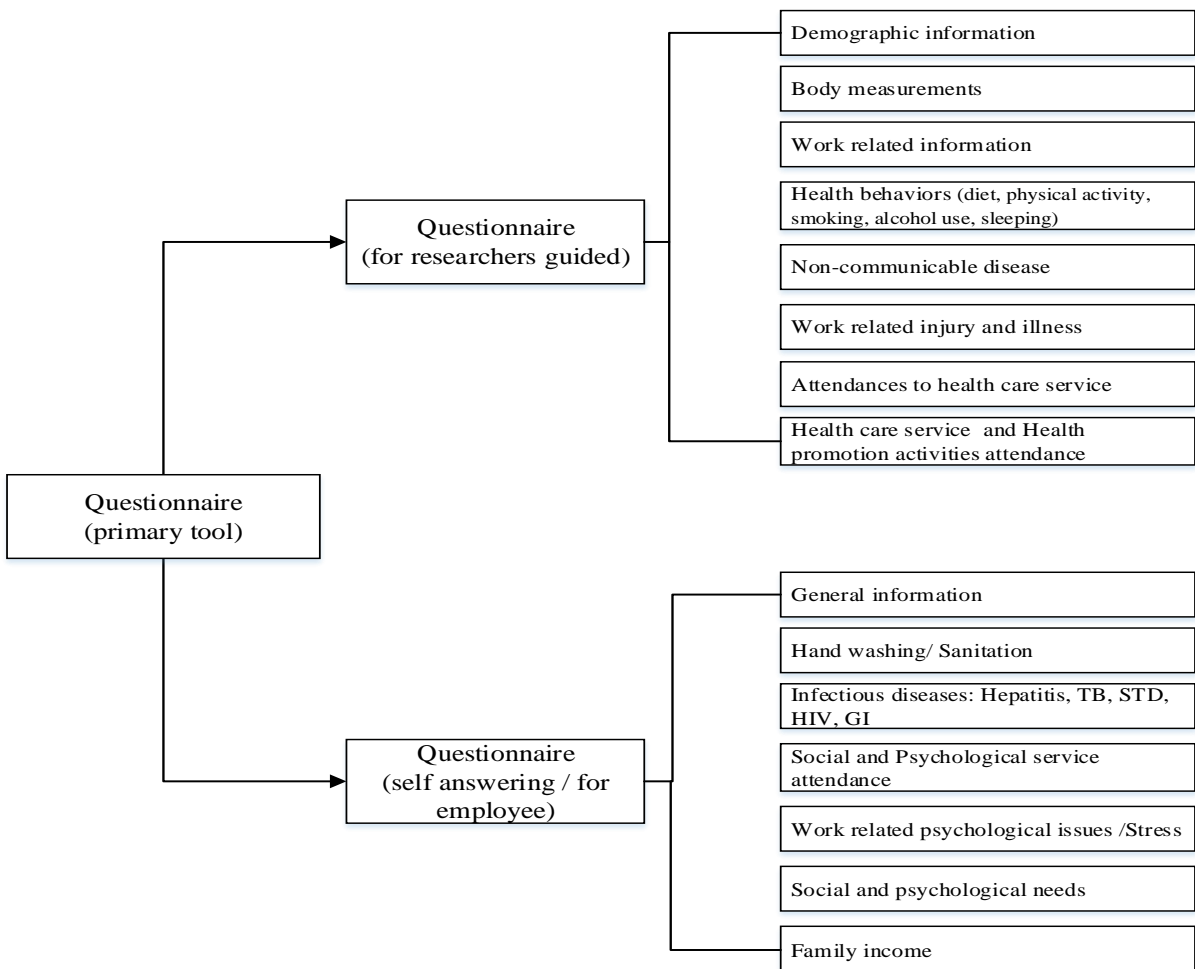 Demographic information
Body measurements
Work related information
Health behaviors (diet, physical activity,
smoking, alcohol use, sleeping)
Questionnaire
(for researchers guided)
Non-communicable disease
Work related injury and illness
Attendances to health care service
Health care service and Health
promotion activities attendance
Questionnaire
(primary tool)
General information
Hand washing/ Sanitation
Infectious diseases: Hepatitis, TB, STD,
HIV, GI
Questionnaire
(self answering / for
employee)
Social and Psychological service
attendance
Work related psychological issues /Stress
Social and psychological needs
Family income